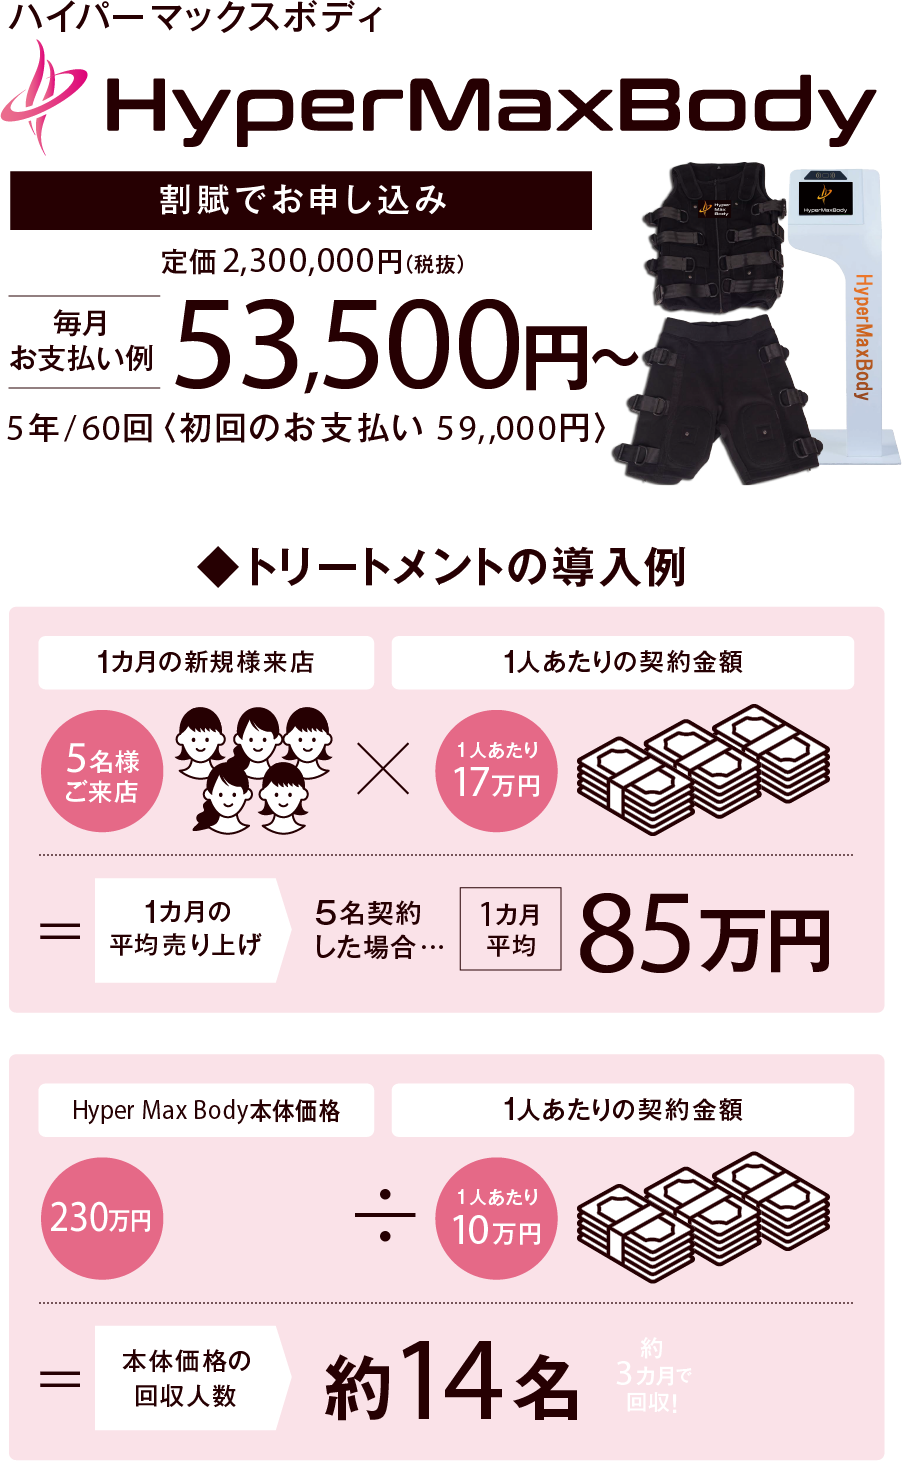 ハイパーマックスボディ
HyperMaxBody
割賦でお申し込み
定価2,300,000円(税抜)
毎月
お支払い例
53,500円〜
5年/60回〈初回のお支払い 59,,000円〉
Hyper
Max
Body
HyperMaxBody
HyperMaxBody
◆トリートメントの導入例
1カ月の新規様来店
1人あたりの契約金額
5名様
ご来店
×
1人あたり
17万円
=
1カ月の
平均売り上げ
5名契約
した場合…
1カ月
平均
85万円
Hyper Max Body本体価格
1人あたりの契約金額
230万円
÷
1人あたり
10万円
=
本体価格の
回収人数
約14名
約
3カ月で
回収!